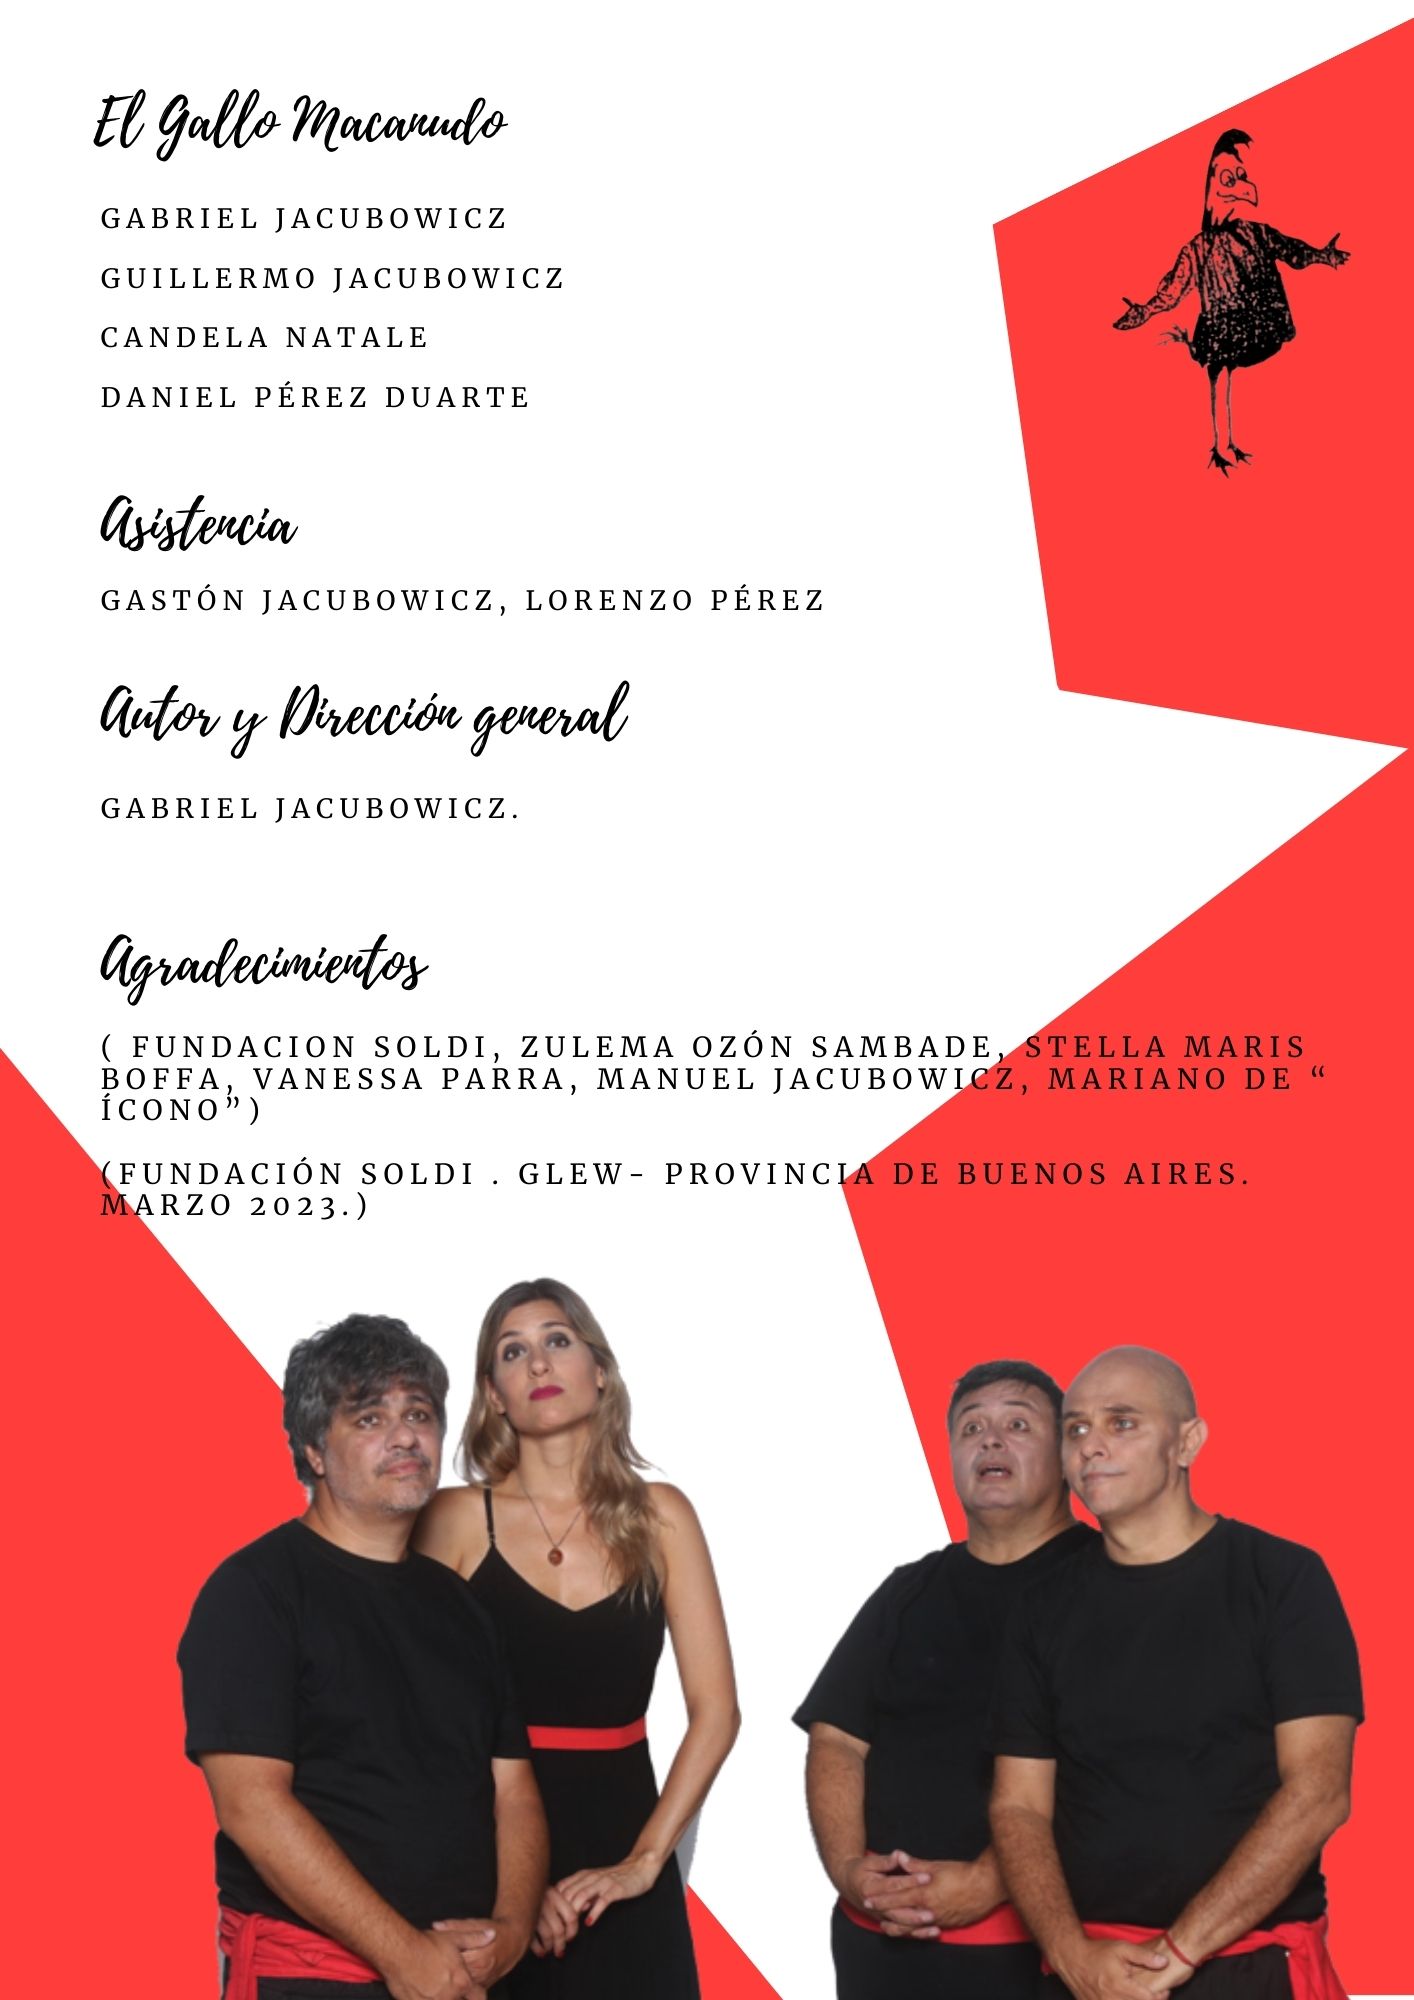 El Gallo Macanudo
GABRIEL JACUBOWICZ
GUILLERMO JACUBOWICZ
CANDELA NATALE
DANIEL PÉREZ DUARTE
Asistencia
GASTÓN JACUBOWICZ, LORENZO PÉREZ
Autor y Dirección general
GABRIEL JACUBOWICZ.
Agradecimientos
( FUNDACION SOLDI, ZULEMA OZÓN SAMBADE, STELLA MARIS
BOFFA, VANESSA PARRA, MANUEL JACUBOWICZ, MARIANO DE “
ÍCONO”)
(FUNDACIÓN SOLDI . GLEW- PROVINCIA DE BUENOS AIRES.
MARZO 2023.)